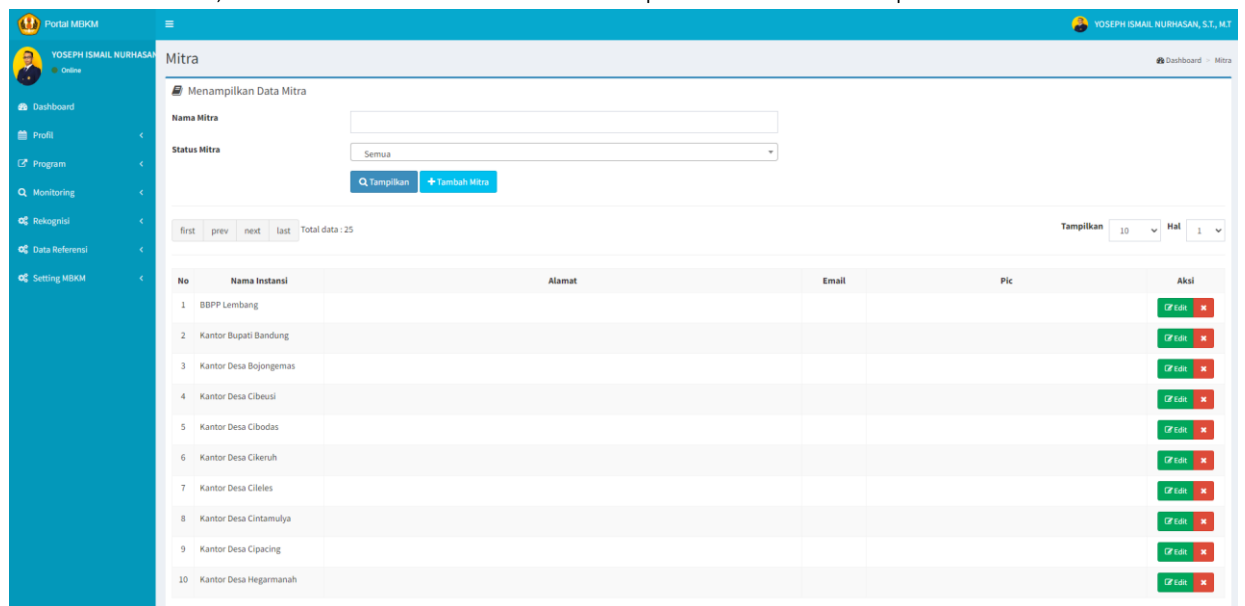 Portal MBKM
YOSEPH ISMAIL NURHASAN, S.T., M.T
YOSEPH ISMAIL NURHASAN
Online
Dashboard
Profil
Program
Monitoring
Rekognisi
Data Referensi
Setting MBKM
Mitra
Dashboard > Mitra
Menampilkan Data Mitra
Nama Mitra
Status Mitra Semua
Tampilkan +Tambah Mitra
first prev next last Total data : 25 Tampilkan 10 Hal 1
No Nama Instansi Alamat Email Pic Aksi
1 BBPP Lembang Edit
2 Kantor Bupati Bandung Edit
3 Kantor Desa Bojongemas Edit
4 Kantor Desa Cibeusi Edit
5 Kantor Desa Cibodas Edit
6 Kantor Desa Cikeruh Edit
7 Kantor Desa Cileles Edit
8 Kantor Desa Cintamulya Edit
9 Kantor Desa Cipacing Edit
10 Kantor Desa Hegarmanah Edit